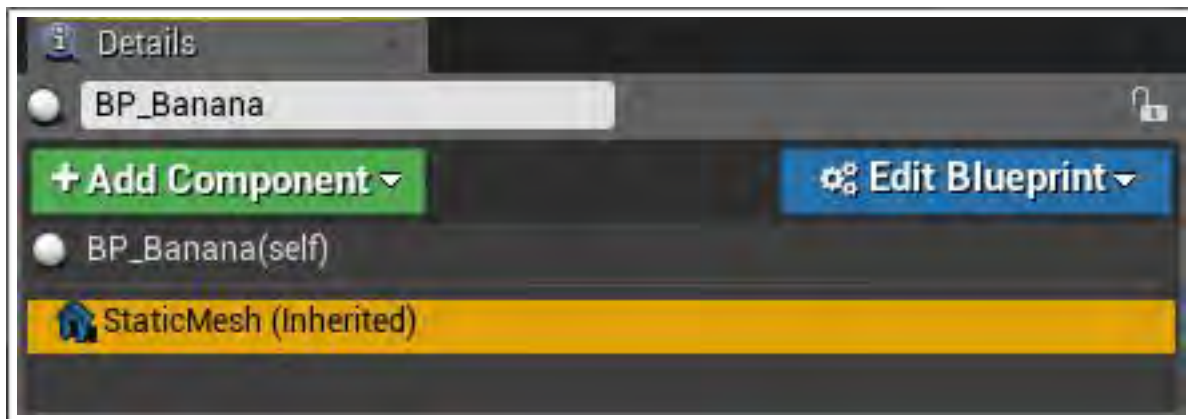 Details
BP_Banana
+ Add Component
Edit Blueprint
BP_Banana(self)
StaticMesh (Inherited)